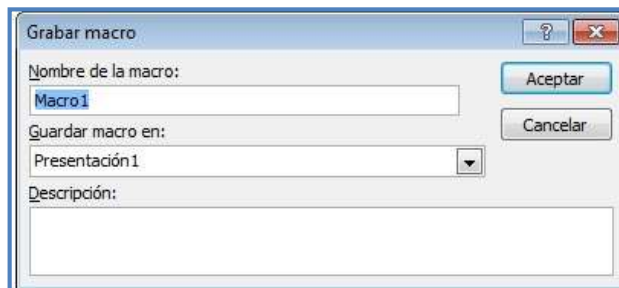 Grabar macro
Nombre de la macro:
Aceptar
Macro1
Cancelar
Guardar macro en:
Presentación1
Descripción: